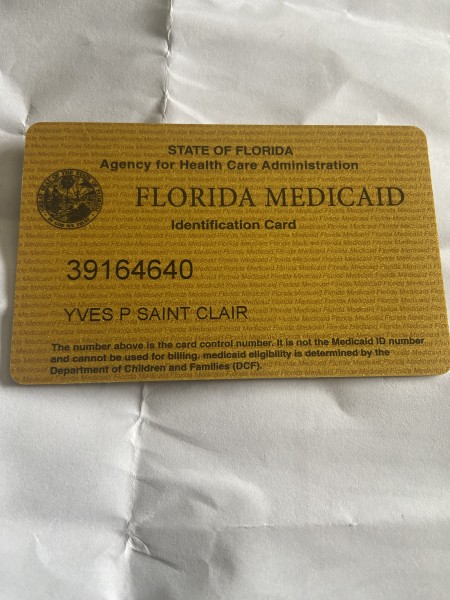 STATE OF FLORIDA
Agency for Health Care Administration
FLORIDA MEDICAID
Identification Card
39164640
YVES P SAINT CLAIR
The number above is the card control number. It is not the Medicaid ID number
and cannot be used for billing. medicaid eligibility is determined by the
Department of Children and Families (DCF).